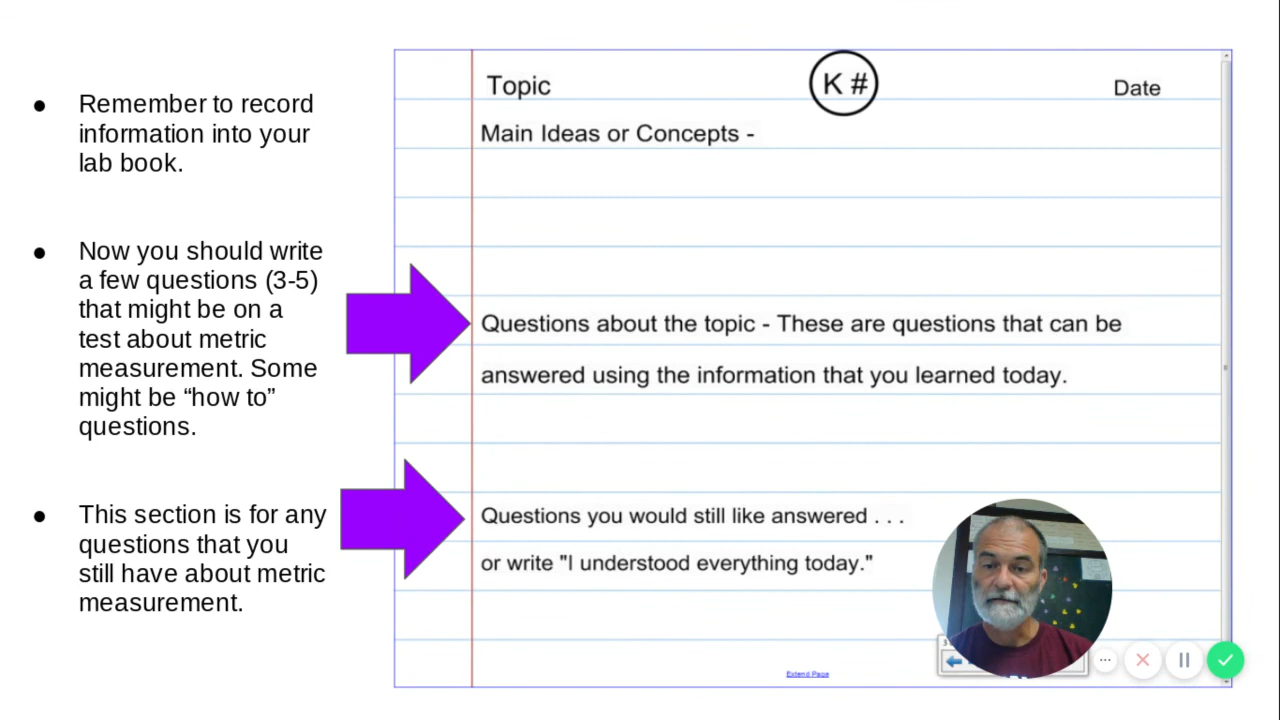 ● Remember to record
information into your
lab book.
● Now you should write
a few questions (3-5)
that might be on a
test about metric
measurement. Some
might be “how to”
questions.
● This section is for any
questions that you
still have about metric
measurement.
Topic K # Date
Main Ideas or Concepts -
Questions about the topic - These are questions that can be
answered using the information that you learned today.
Questions you would still like answered . . .
or write "I understood everything today."
Extend Page